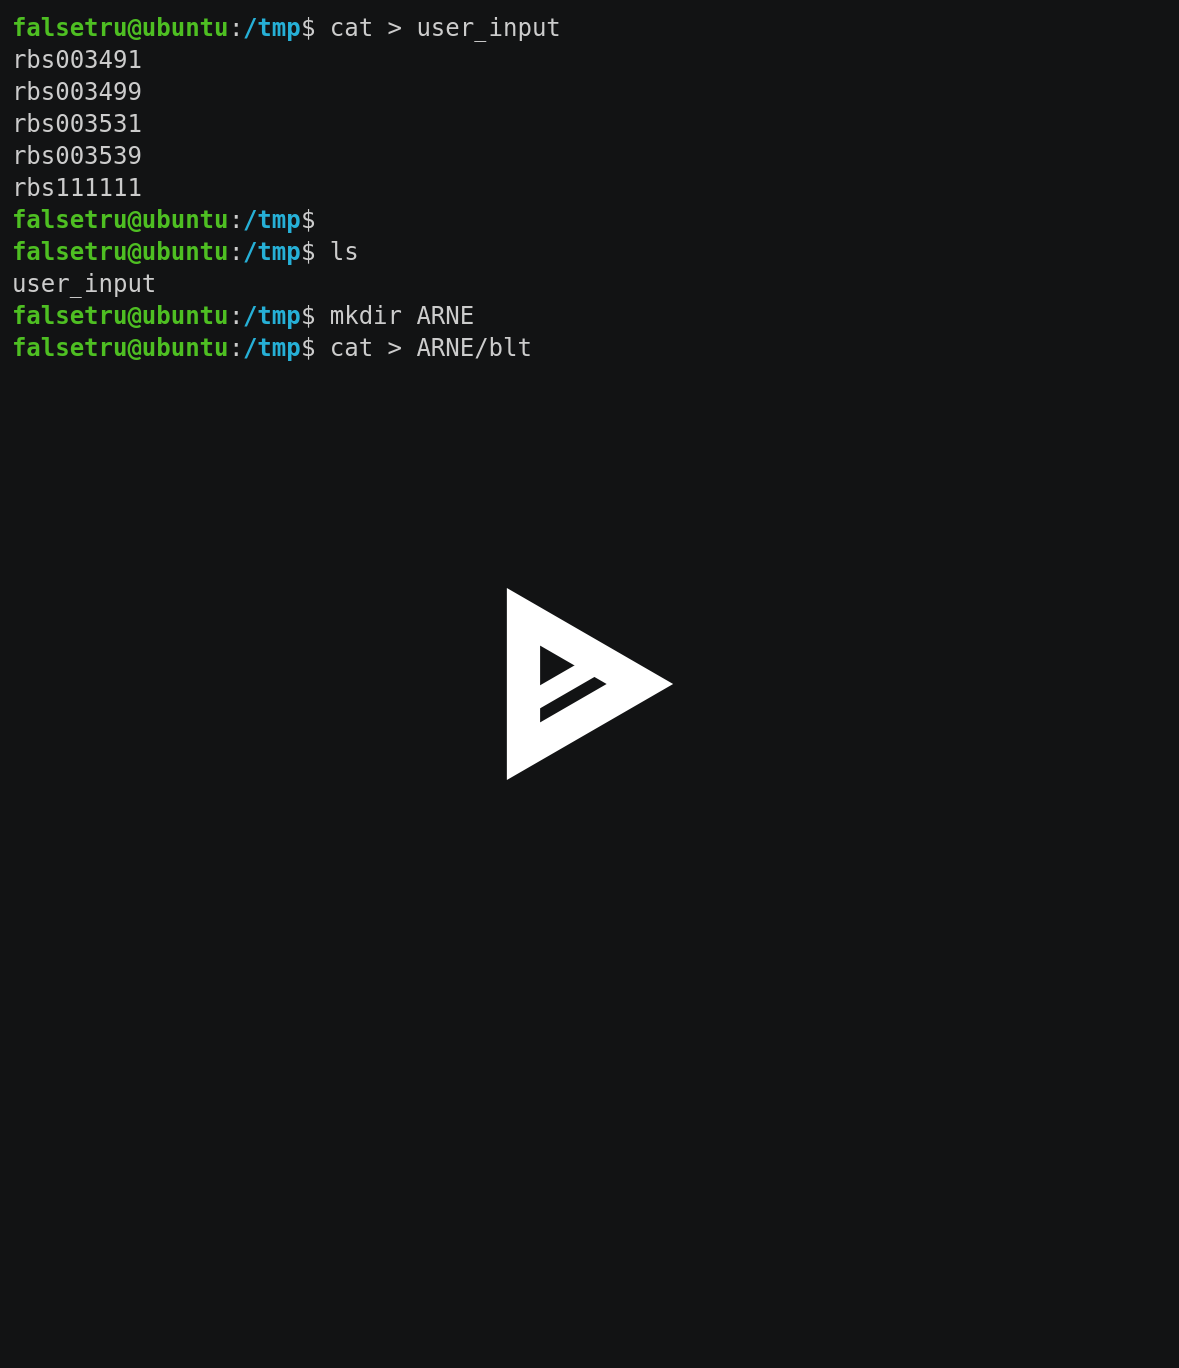 falsetru@ubuntu:/tmp$ cat > user_input
rbs003491
rbs003499
rbs003531
rbs003539
rbs111111
falsetru@ubuntu:/tmp$
falsetru@ubuntu:/tmp$ ls
user_input
falsetru@ubuntu:/tmp$ mkdir ARNE
falsetru@ubuntu:/tmp$ cat > ARNE/blt